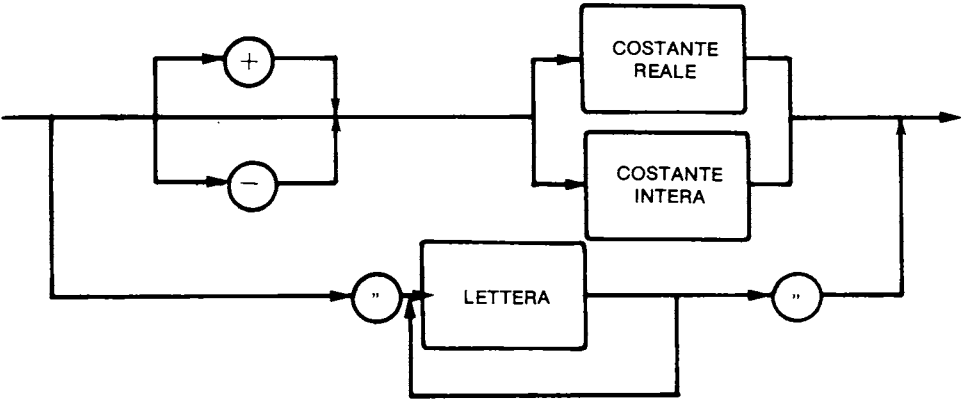 +
COSTANTE
REALE
−
COSTANTE
INTERA
"
LETTERA
"